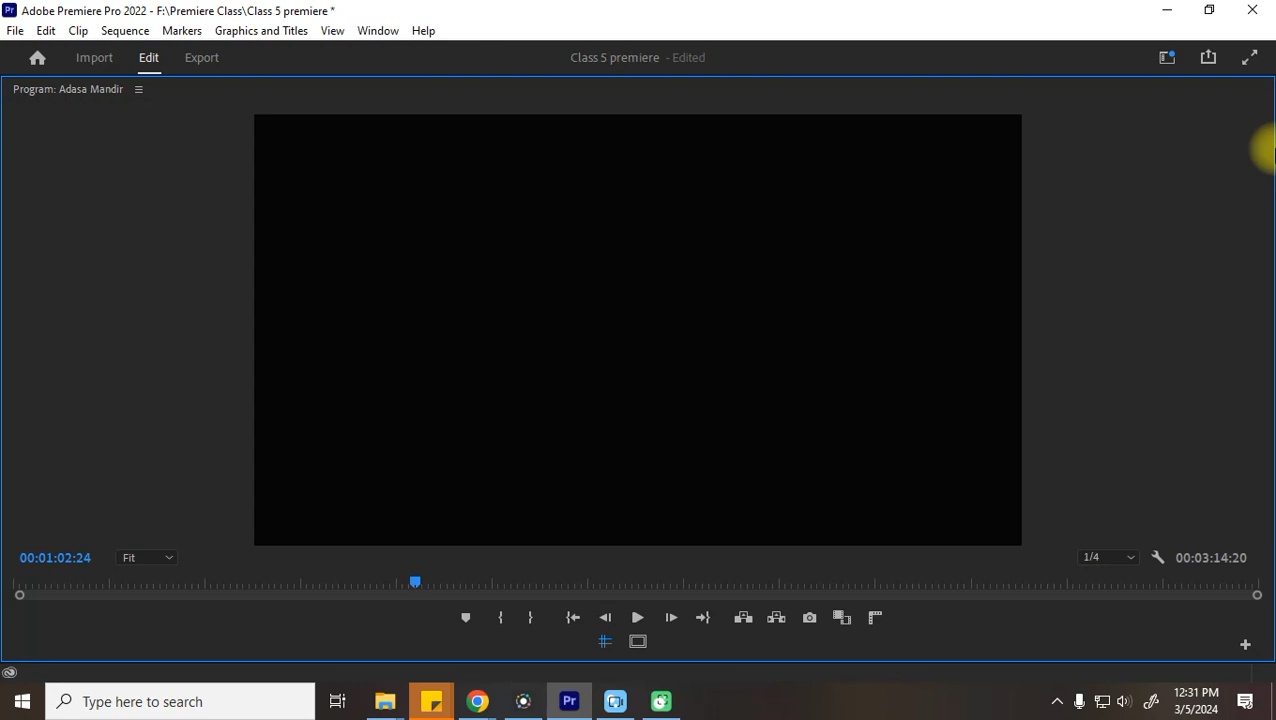 Pr Adobe Premiere Pro 2022 - F:\Premiere Class\Class 5 premiere *
File Edit Clip Sequence Markers Graphics and Titles View Window Help
Import Edit Export Class 5 premiere - Edited
Program: Adasa Mandir
00:01:02:24 Fit 1/4 00:03:14:20
Type here to search Pr 12:31 PM
3/5/2024